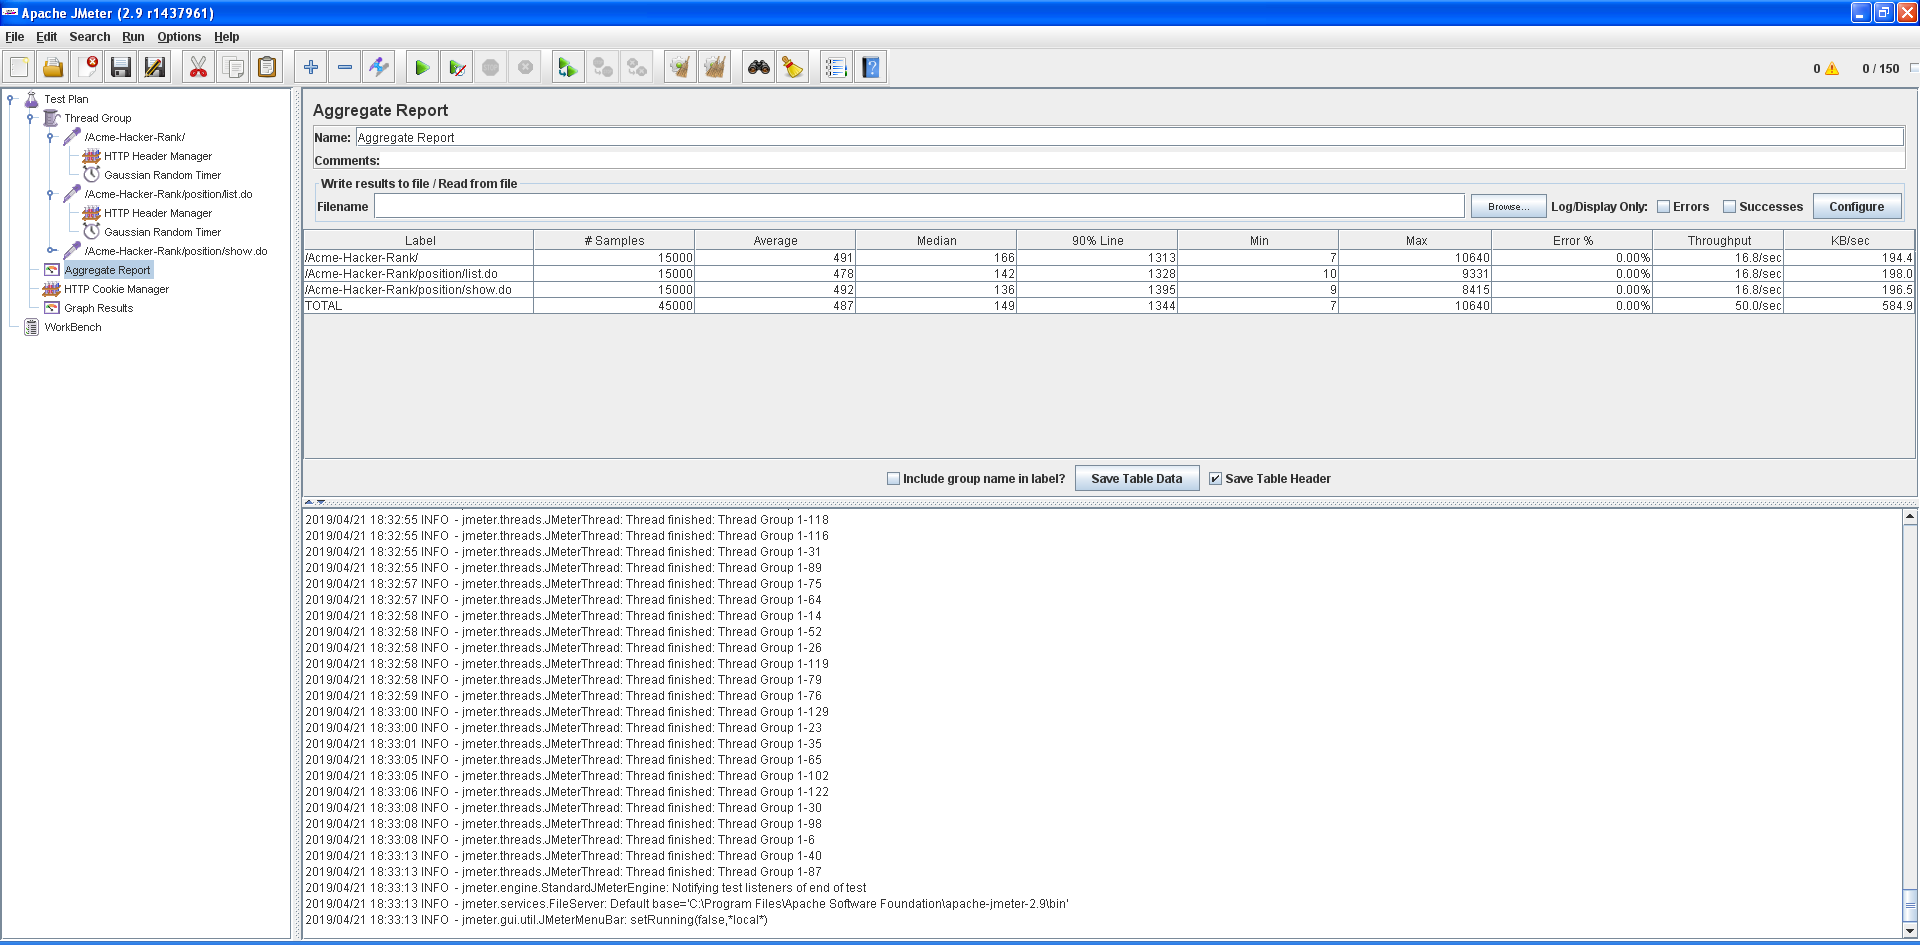 Apache JMeter (2.9 r1437961)
File Edit Search Run Options Help
0 0 / 150
Test Plan
Thread Group
/Acme-Hacker-Rank/
HTTP Header Manager
Gaussian Random Timer
/Acme-Hacker-Rank/position/list.do
HTTP Header Manager
Gaussian Random Timer
/Acme-Hacker-Rank/position/show.do
Aggregate Report
HTTP Cookie Manager
Graph Results
WorkBench
Aggregate Report
Name: Aggregate Report
Comments:
Write results to file / Read from file
Filename Browse... Log/Display Only: Errors Successes Configure
Label # Samples Average Median 90% Line Min Max Error % Throughput KB/sec
/Acme-Hacker-Rank/ 15000 491 166 1313 7 10640 0.00% 16.8/sec 194.4
/Acme-Hacker-Rank/position/list.do 15000 478 142 1328 10 9331 0.00% 16.8/sec 198.0
/Acme-Hacker-Rank/position/show.do 15000 492 136 1395 9 8415 0.00% 16.8/sec 196.5
TOTAL 45000 487 149 1344 7 10640 0.00% 50.0/sec 584.9
Include group name in label? Save Table Data Save Table Header
2019/04/21 18:32:55 INFO - jmeter.threads.JMeterThread: Thread finished: Thread Group 1-118
2019/04/21 18:32:55 INFO - jmeter.threads.JMeterThread: Thread finished: Thread Group 1-116
2019/04/21 18:32:55 INFO - jmeter.threads.JMeterThread: Thread finished: Thread Group 1-31
2019/04/21 18:32:55 INFO - jmeter.threads.JMeterThread: Thread finished: Thread Group 1-89
2019/04/21 18:32:57 INFO - jmeter.threads.JMeterThread: Thread finished: Thread Group 1-75
2019/04/21 18:32:57 INFO - jmeter.threads.JMeterThread: Thread finished: Thread Group 1-64
2019/04/21 18:32:58 INFO - jmeter.threads.JMeterThread: Thread finished: Thread Group 1-14
2019/04/21 18:32:58 INFO - jmeter.threads.JMeterThread: Thread finished: Thread Group 1-52
2019/04/21 18:32:58 INFO - jmeter.threads.JMeterThread: Thread finished: Thread Group 1-26
2019/04/21 18:32:58 INFO - jmeter.threads.JMeterThread: Thread finished: Thread Group 1-119
2019/04/21 18:32:58 INFO - jmeter.threads.JMeterThread: Thread finished: Thread Group 1-79
2019/04/21 18:32:59 INFO - jmeter.threads.JMeterThread: Thread finished: Thread Group 1-76
2019/04/21 18:33:00 INFO - jmeter.threads.JMeterThread: Thread finished: Thread Group 1-129
2019/04/21 18:33:00 INFO - jmeter.threads.JMeterThread: Thread finished: Thread Group 1-23
2019/04/21 18:33:01 INFO - jmeter.threads.JMeterThread: Thread finished: Thread Group 1-35
2019/04/21 18:33:05 INFO - jmeter.threads.JMeterThread: Thread finished: Thread Group 1-65
2019/04/21 18:33:05 INFO - jmeter.threads.JMeterThread: Thread finished: Thread Group 1-102
2019/04/21 18:33:06 INFO - jmeter.threads.JMeterThread: Thread finished: Thread Group 1-122
2019/04/21 18:33:08 INFO - jmeter.threads.JMeterThread: Thread finished: Thread Group 1-30
2019/04/21 18:33:08 INFO - jmeter.threads.JMeterThread: Thread finished: Thread Group 1-98
2019/04/21 18:33:08 INFO - jmeter.threads.JMeterThread: Thread finished: Thread Group 1-6
2019/04/21 18:33:13 INFO - jmeter.threads.JMeterThread: Thread finished: Thread Group 1-40
2019/04/21 18:33:13 INFO - jmeter.threads.JMeterThread: Thread finished: Thread Group 1-87
2019/04/21 18:33:13 INFO - jmeter.engine.StandardJMeterEngine: Notifying test listeners of end of test
2019/04/21 18:33:13 INFO - jmeter.services.FileServer: Default base='C:\Program Files\Apache Software Foundation\apache-jmeter-2.9\bin'
2019/04/21 18:33:13 INFO - jmeter.gui.util.JMeterMenuBar: setRunning(false,*local*)